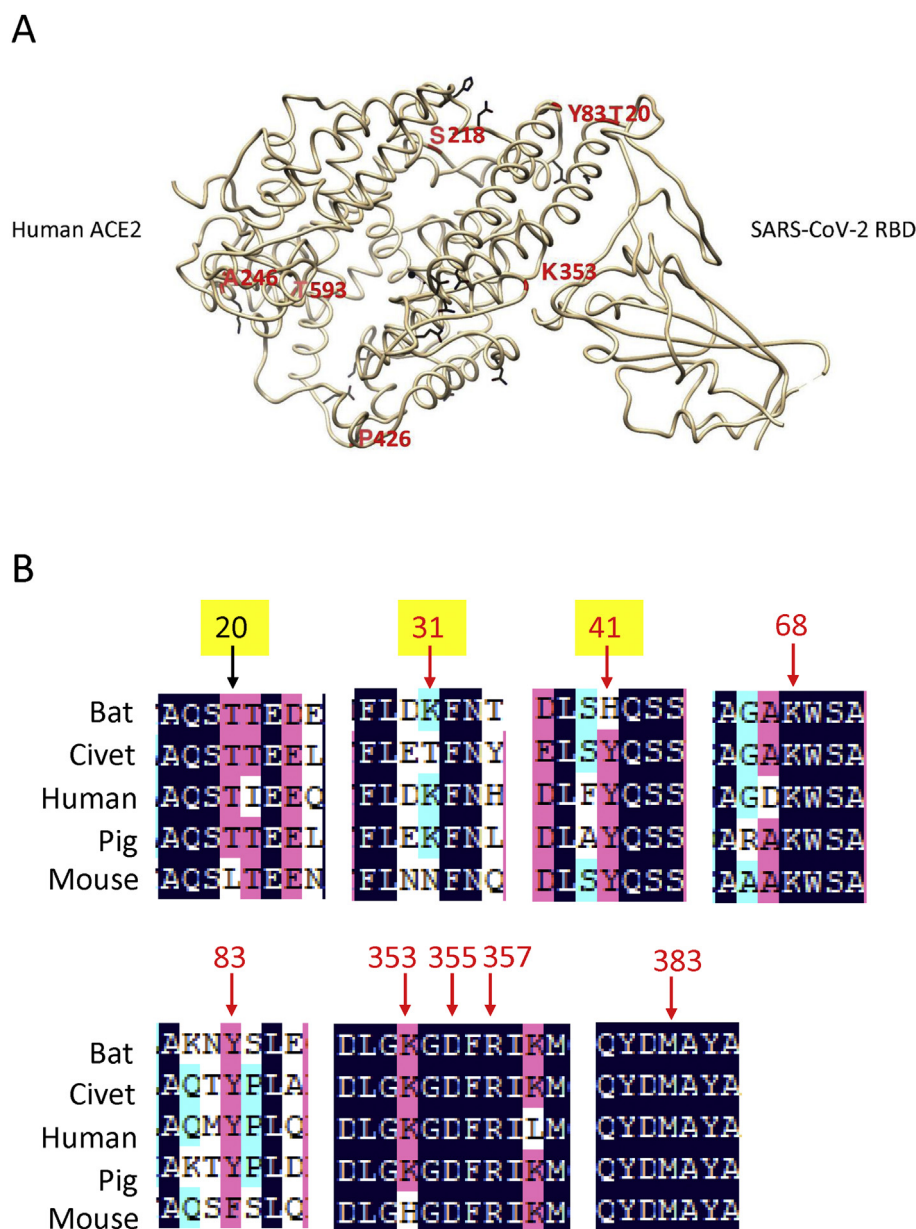 A
Human ACE2
S218
Y83T20
SARS-CoV-2 RBD
A246
T593
K353
P426
B
20 31 41 68
Bat AQSTTEDE FLDKFNT DLSHQSS AGAKWSA
Civet AQSTTEEL FLETFNY ELSYQSS AGAKWSA
Human AQSTIEEQ FLDKFNH DLFYQSS AGDKWSA
Pig AQSTTEEL FLEKFNL DLAYQSS ARAKWSA
Mouse AQSLTEEN FLNNFNQ DLSYQSS AAAKWSA
83 353 355 357 383
Bat AKNYSLE DLGKGDFRIKM QYDMAYA
Civet AQTYPLA DLGKGDFRIKM QYDMAYA
Human AQMYPLQ DLGKGDFRILM QYDMAYA
Pig AKTYPLD DLGKGDFRIKM QYDMAYA
Mouse AQSFSLQ DLGHGDFRIKM QYDMAYA